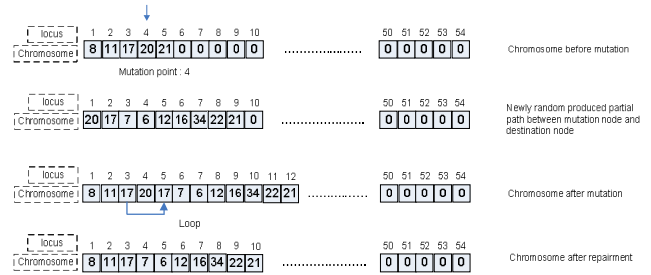 locus 1 2 3 4 5 6 7 8 9 10 50 51 52 53 54
Chromosome 8 11 17 20 21 0 0 0 0 0 ........................ 0 0 0 0 0 Chromosome before mutation
Mutation point : 4
locus 1 2 3 4 5 6 7 8 9 10 50 51 52 53 54
Newly random produced partial
Chromosome 20 17 7 6 12 16 34 22 21 0 ........................ 0 0 0 0 0 path between mutation node and
destination node
locus 1 2 3 4 5 6 7 8 9 10 11 12 50 51 52 53 54
Chromosome 8 11 17 20 17 7 6 12 16 34 22 21 .................. 0 0 0 0 0 Chromosome after mutation
Loop
locus 1 2 3 4 5 6 7 8 9 10 50 51 52 53 54
Chromosome 8 11 17 7 6 12 16 34 22 21 ........................ 0 0 0 0 0 Chromosome after repairment